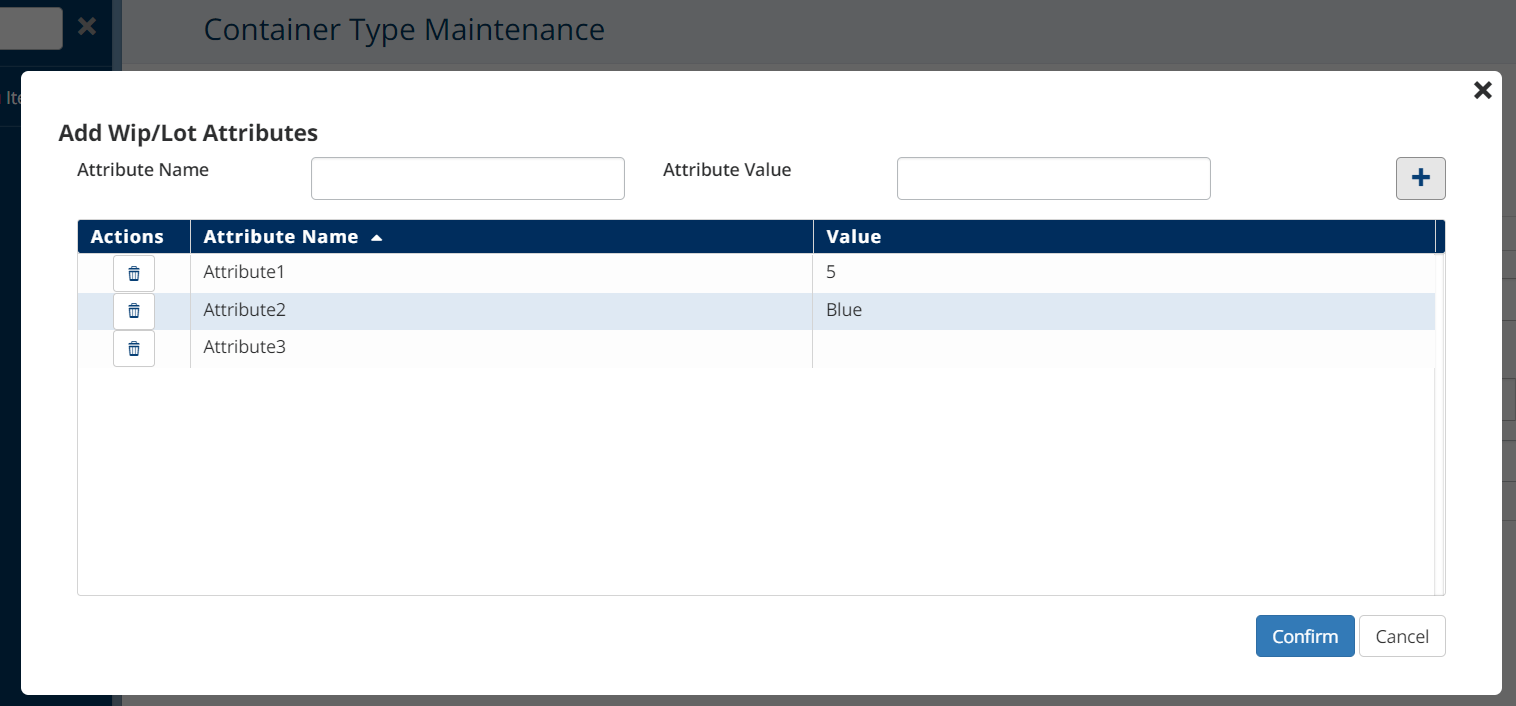 Container Type Maintenance
Ite
Add Wip/Lot Attributes
Attribute Name Attribute Value
Actions Attribute Name Value
Attribute1 5
Attribute2 Blue
Attribute3
Confirm Cancel